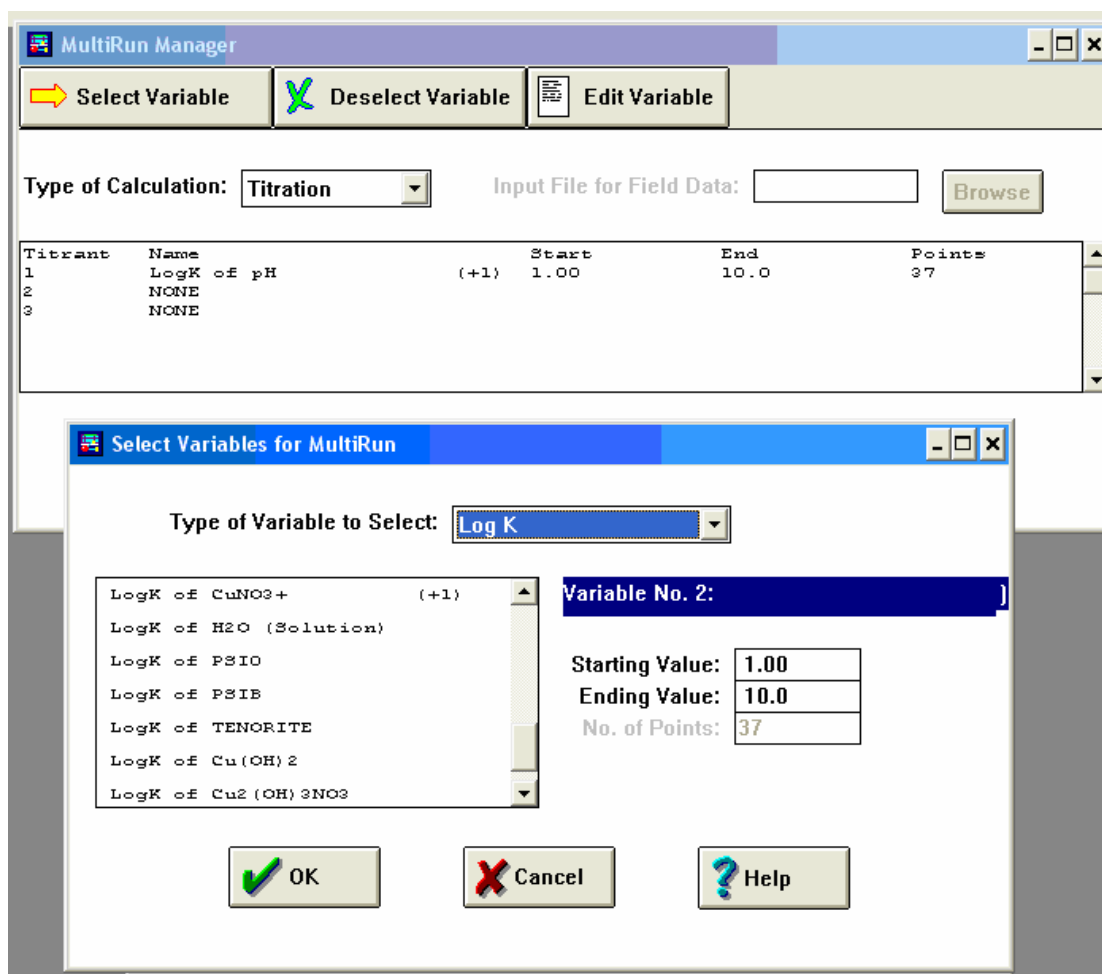 MultiRun Manager
Select Variable Deselect Variable Edit Variable
Type of Calculation: Titration Input File for Field Data: Browse
Titrant Name Start End Points
1 LogK of pH (+1) 1.00 10.0 37
2 NONE
3 NONE
Select Variables for MultiRun
Type of Variable to Select: Log K
LogK of CuNO3+ (+1)
LogK of H2O (Solution)
LogK of PSIO
LogK of PSIB
LogK of TENORITE
LogK of Cu(OH)2
LogK of Cu2(OH)3NO3
Variable No. 2: )
Starting Value: 1.00
Ending Value: 10.0
No. of Points: 37
OK Cancel Help